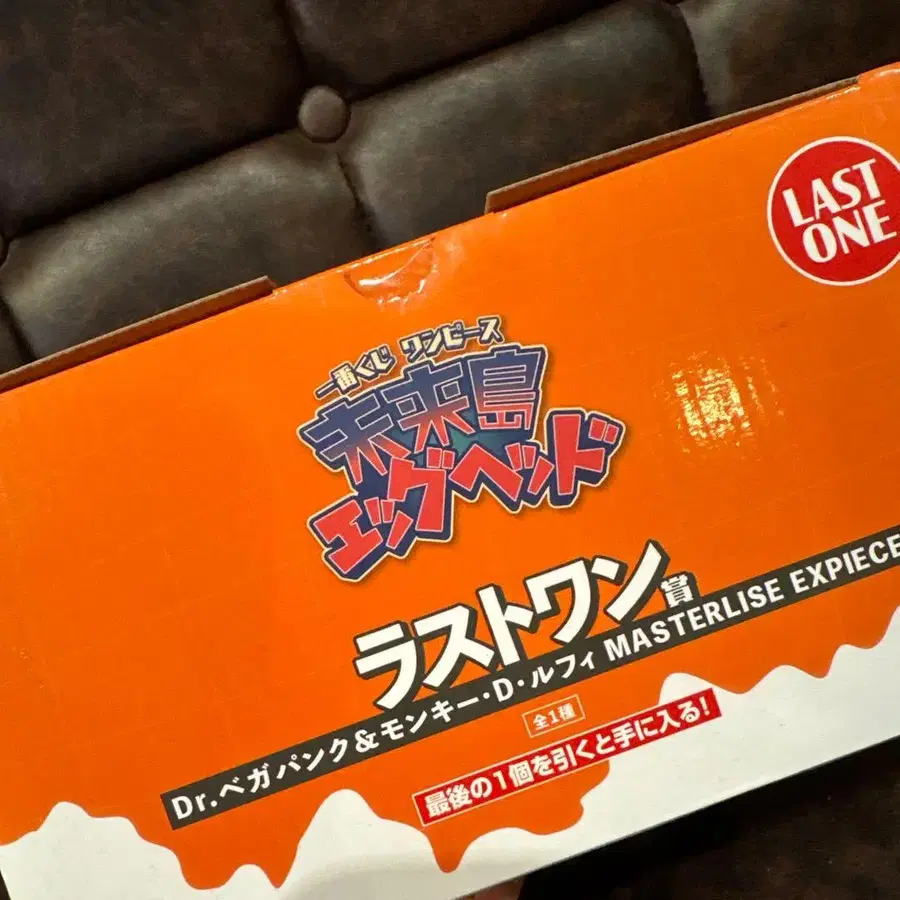 LAST
ONE
一番くじ ワンピース
未来島
エッグヘッド
ラストワン賞
Dr.ベガパンク&モンキー・D・ルフィ MASTERLISE EXPIECE
全1種
最後の1個を引くと手に入る!